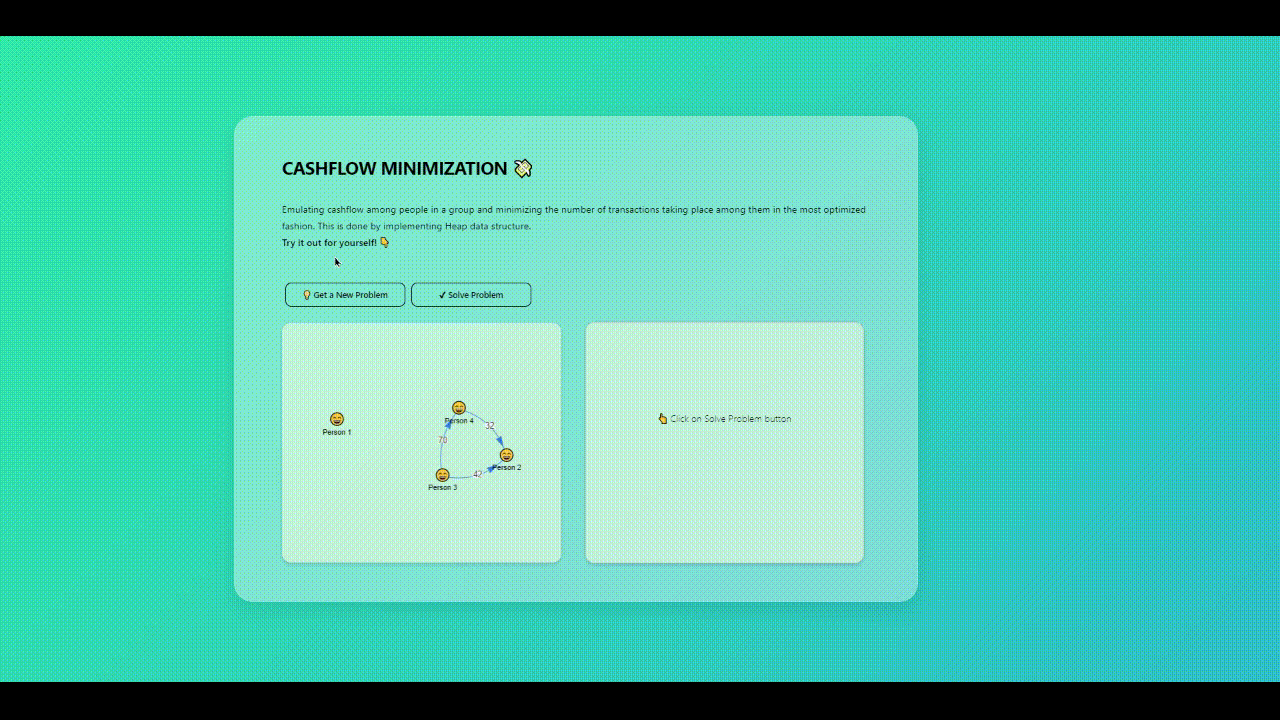 CASHFLOW MINIMIZATION
Emulating cashflow among people in a group and minimizing the number of transactions taking place among them in the most optimized
fashion. This is done by implementing Heap data structure.
Try it out for yourself!
Get a New Problem
✓ Solve Problem
Person 1
Person 4
32
70
Person 2
42
Person 3
Click on Solve Problem button